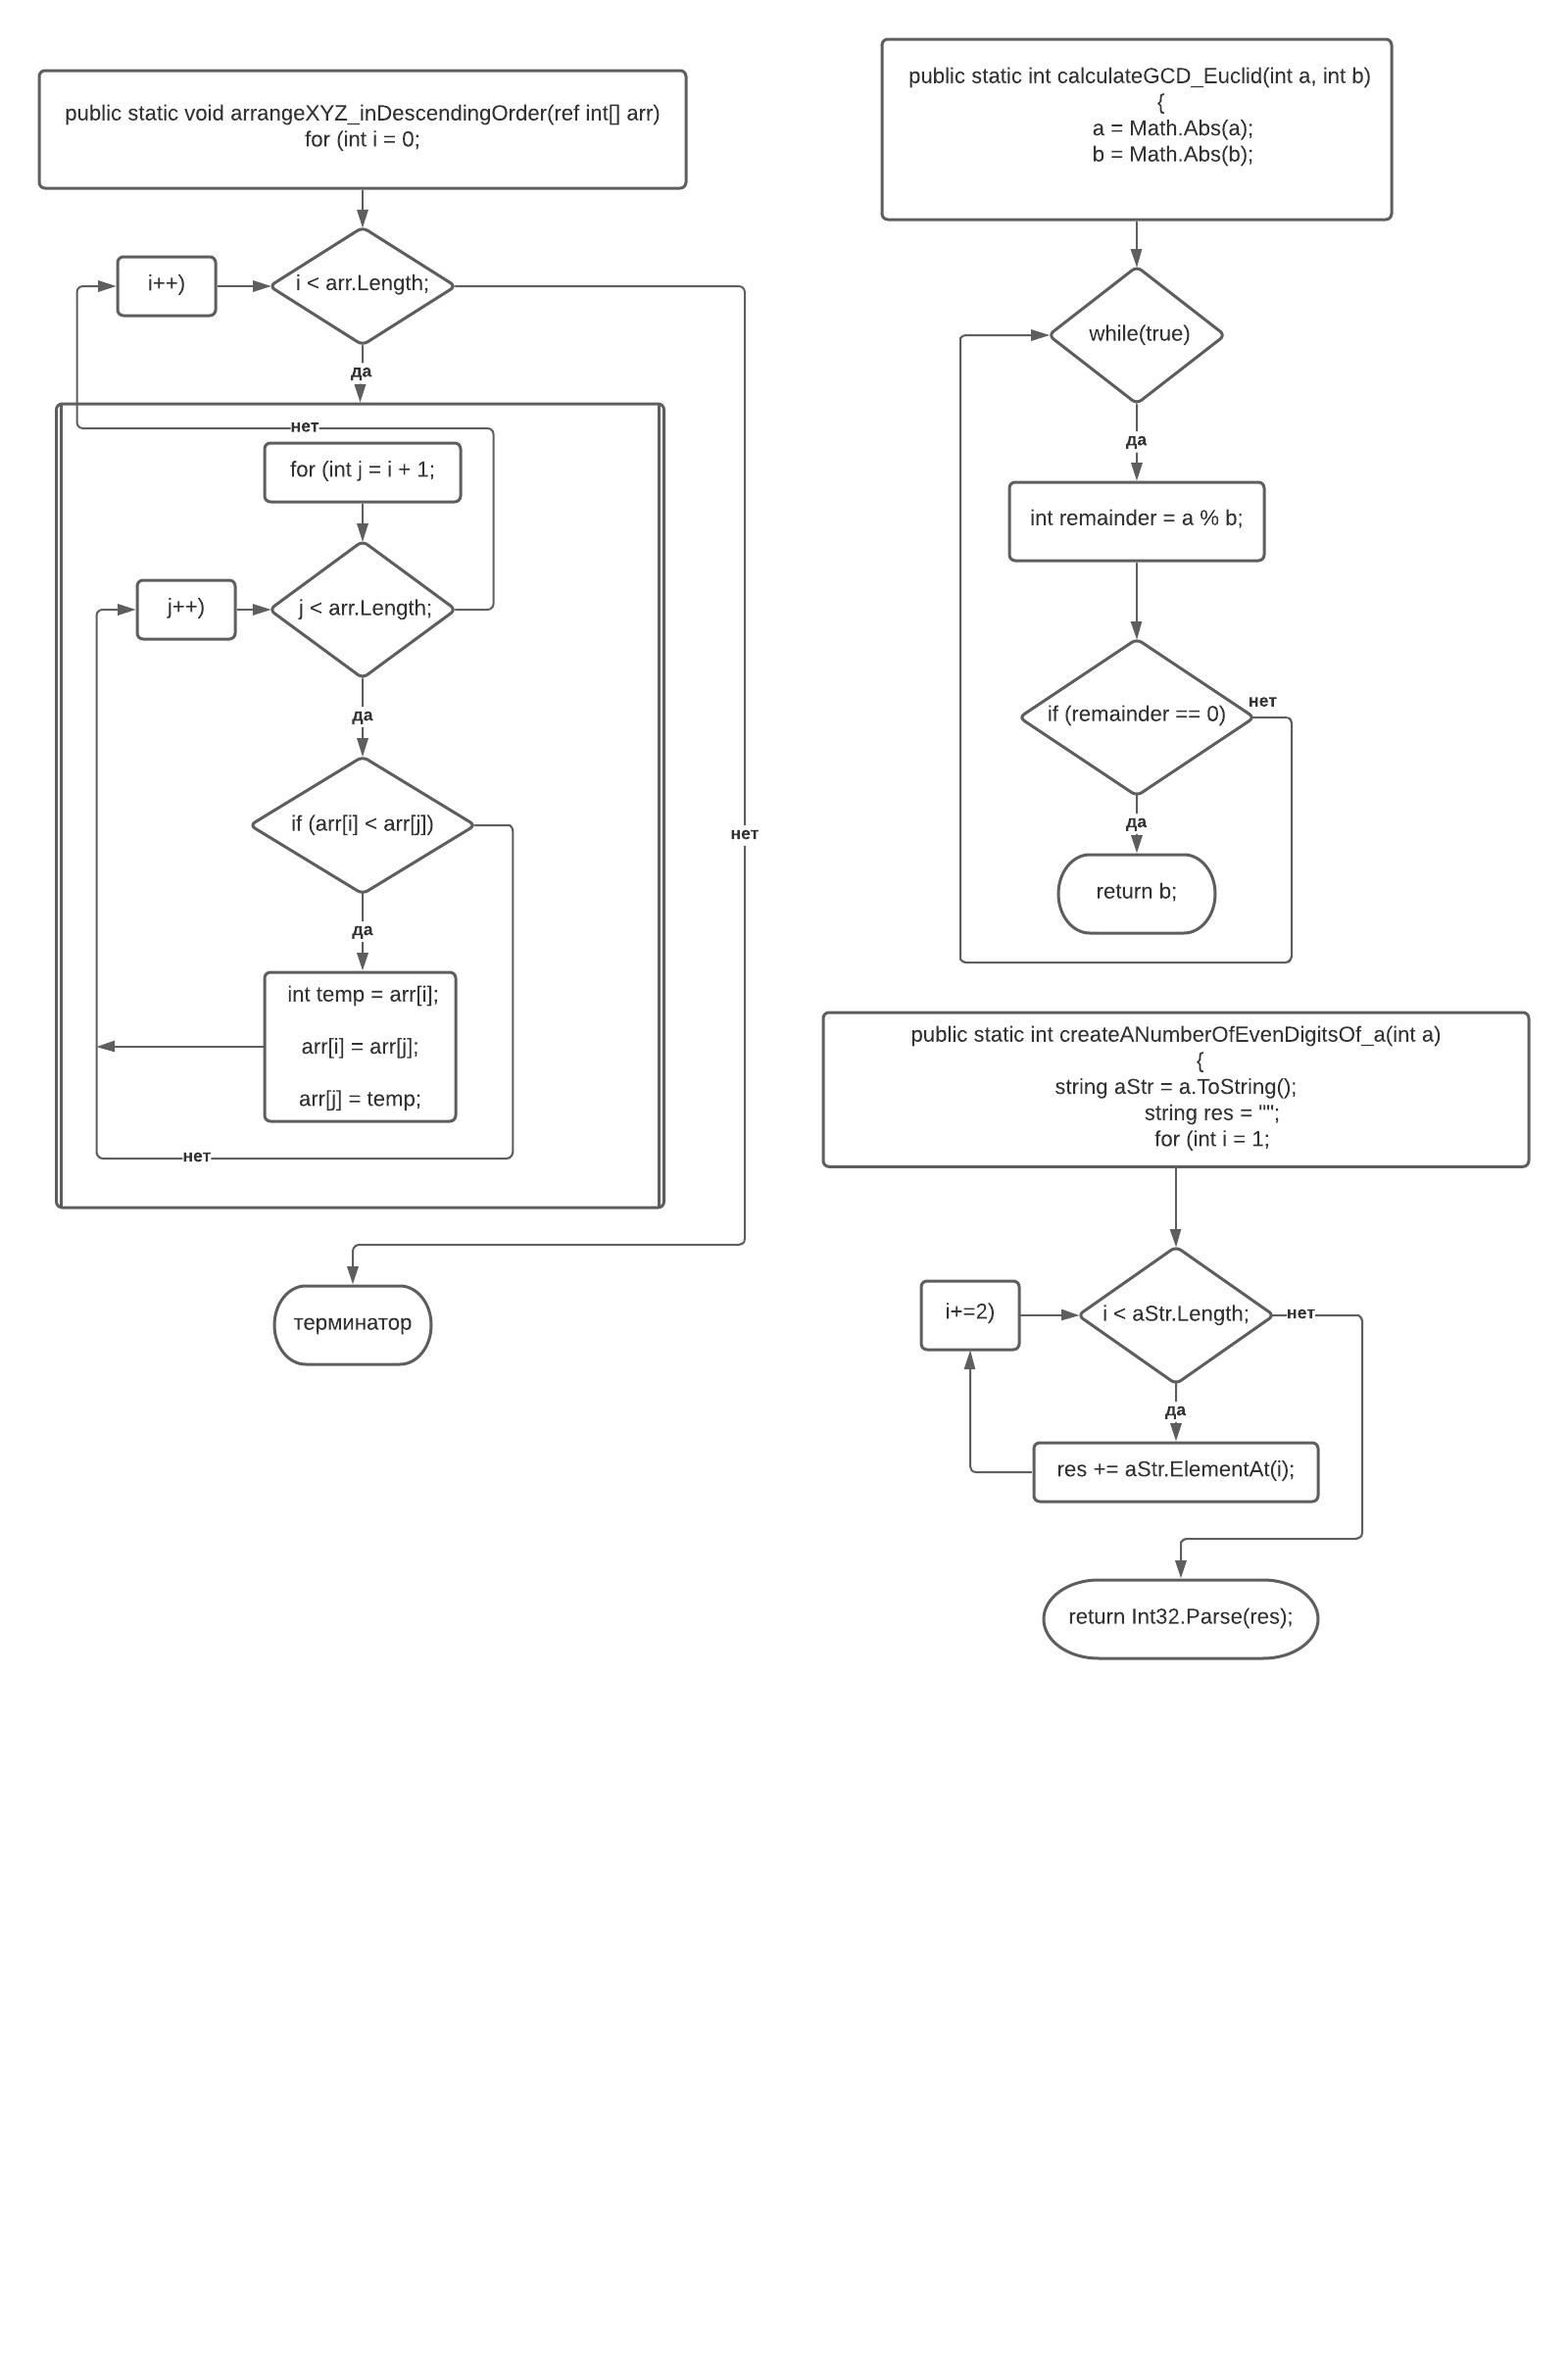 public static void arrangeXYZ_inDescendingOrder(ref int[] arr)
for (int i = 0;
i++)
i < arr.Length;
да
нет
for (int j = i + 1;
j++)
j < arr.Length;
да
if (arr[i] < arr[j])
нет
да
int temp = arr[i];
arr[i] = arr[j];
arr[j] = temp;
нет
терминатор
public static int calculateGCD_Euclid(int a, int b)
{
a = Math.Abs(a);
b = Math.Abs(b);
while(true)
да
int remainder = a % b;
if (remainder == 0)
нет
да
return b;
public static int createANumberOfEvenDigitsOf_a(int a)
{
string aStr = a.ToString();
string res = "";
for (int i = 1;
i+=2)
i < aStr.Length;
нет
да
res += aStr.ElementAt(i);
return Int32.Parse(res);